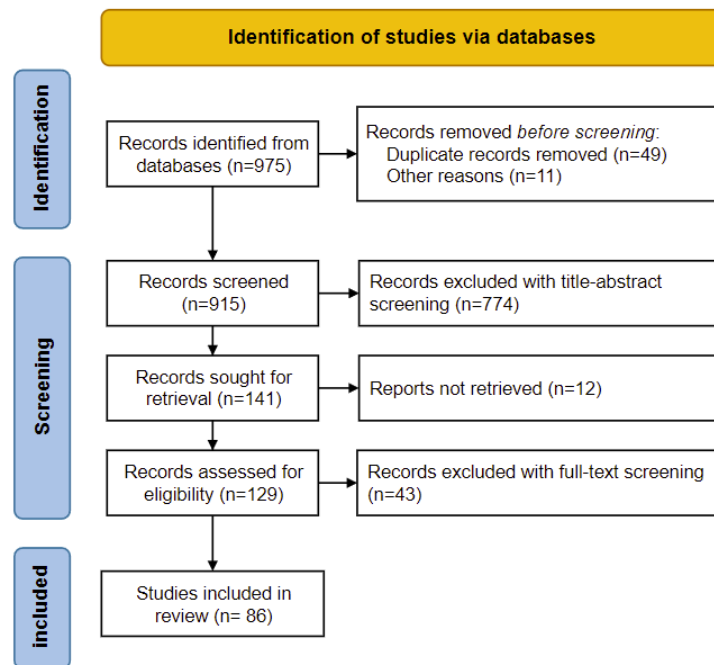 Identification of studies via databases
Identification
Records identified from
databases (n=975)
Records removed before screening:
Duplicate records removed (n=49)
Other reasons (n=11)
Screening
Records screened
(n=915)
Records excluded with title-abstract
screening (n=774)
Records sought for
retrieval (n=141)
Reports not retrieved (n=12)
Records assessed for
eligibility (n=129)
Records excluded with full-text screening
(n=43)
included
Studies included in
review (n= 86)